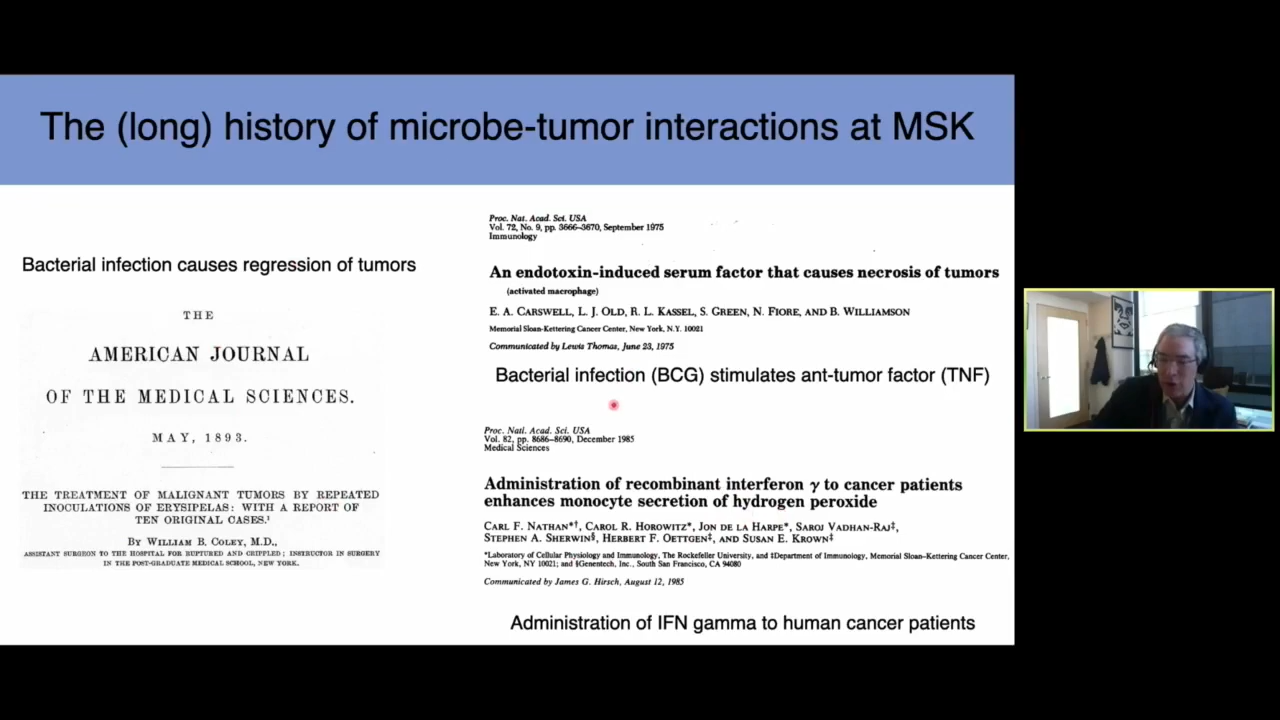 The (long) history of microbe-tumor interactions at MSK
Bacterial infection causes regression of tumors
THE
AMERICAN JOURNAL
OF THE MEDICAL SCIENCES.
MAY, 1893.
THE TREATMENT OF MALIGNANT TUMORS BY REPEATED
INOCULATIONS OF ERYSIPELAS: WITH A REPORT OF
TEN ORIGINAL CASES.¹
BY WILLIAM B. COLEY, M.D.,
ASSISTANT SURGEON TO THE HOSPITAL FOR RUPTURED AND CRIPPLED; INSTRUCTOR IN SURGERY
IN THE POST-GRADUATE MEDICAL SCHOOL, NEW YORK.
Proc. Nat. Acad. Sci. USA
Vol. 72, No. 9, pp. 3666–3670, September 1975
Immunology
An endotoxin-induced serum factor that causes necrosis of tumors
(activated macrophage)
E. A. CARSWELL, L. J. OLD, R. L. KASSEL, S. GREEN, N. FIORE, AND B. WILLIAMSON
Memorial Sloan-Kettering Cancer Center, New York, N.Y. 10021
Communicated by Lewis Thomas, June 23, 1975
Bacterial infection (BCG) stimulates ant-tumor factor (TNF)
Proc. Natl. Acad. Sci. USA
Vol. 82, pp. 8686–8690, December 1985
Medical Sciences
Administration of recombinant interferon γ to cancer patients
enhances monocyte secretion of hydrogen peroxide
CARL F. NATHAN*†, CAROL R. HOROWITZ*, JON DE LA HARPE*, SAROJ VADHAN-RAJ‡,
STEPHEN A. SHERWIN§, HERBERT F. OETTGEN‡, AND SUSAN E. KROWN‡
*Laboratory of Cellular Physiology and Immunology, The Rockefeller University, and ‡Department of Immunology, Memorial Sloan–Kettering Cancer Center,
New York, NY 10021; and §Genentech, Inc., South San Francisco, CA 94080
Communicated by James G. Hirsch, August 12, 1985
Administration of IFN gamma to human cancer patients